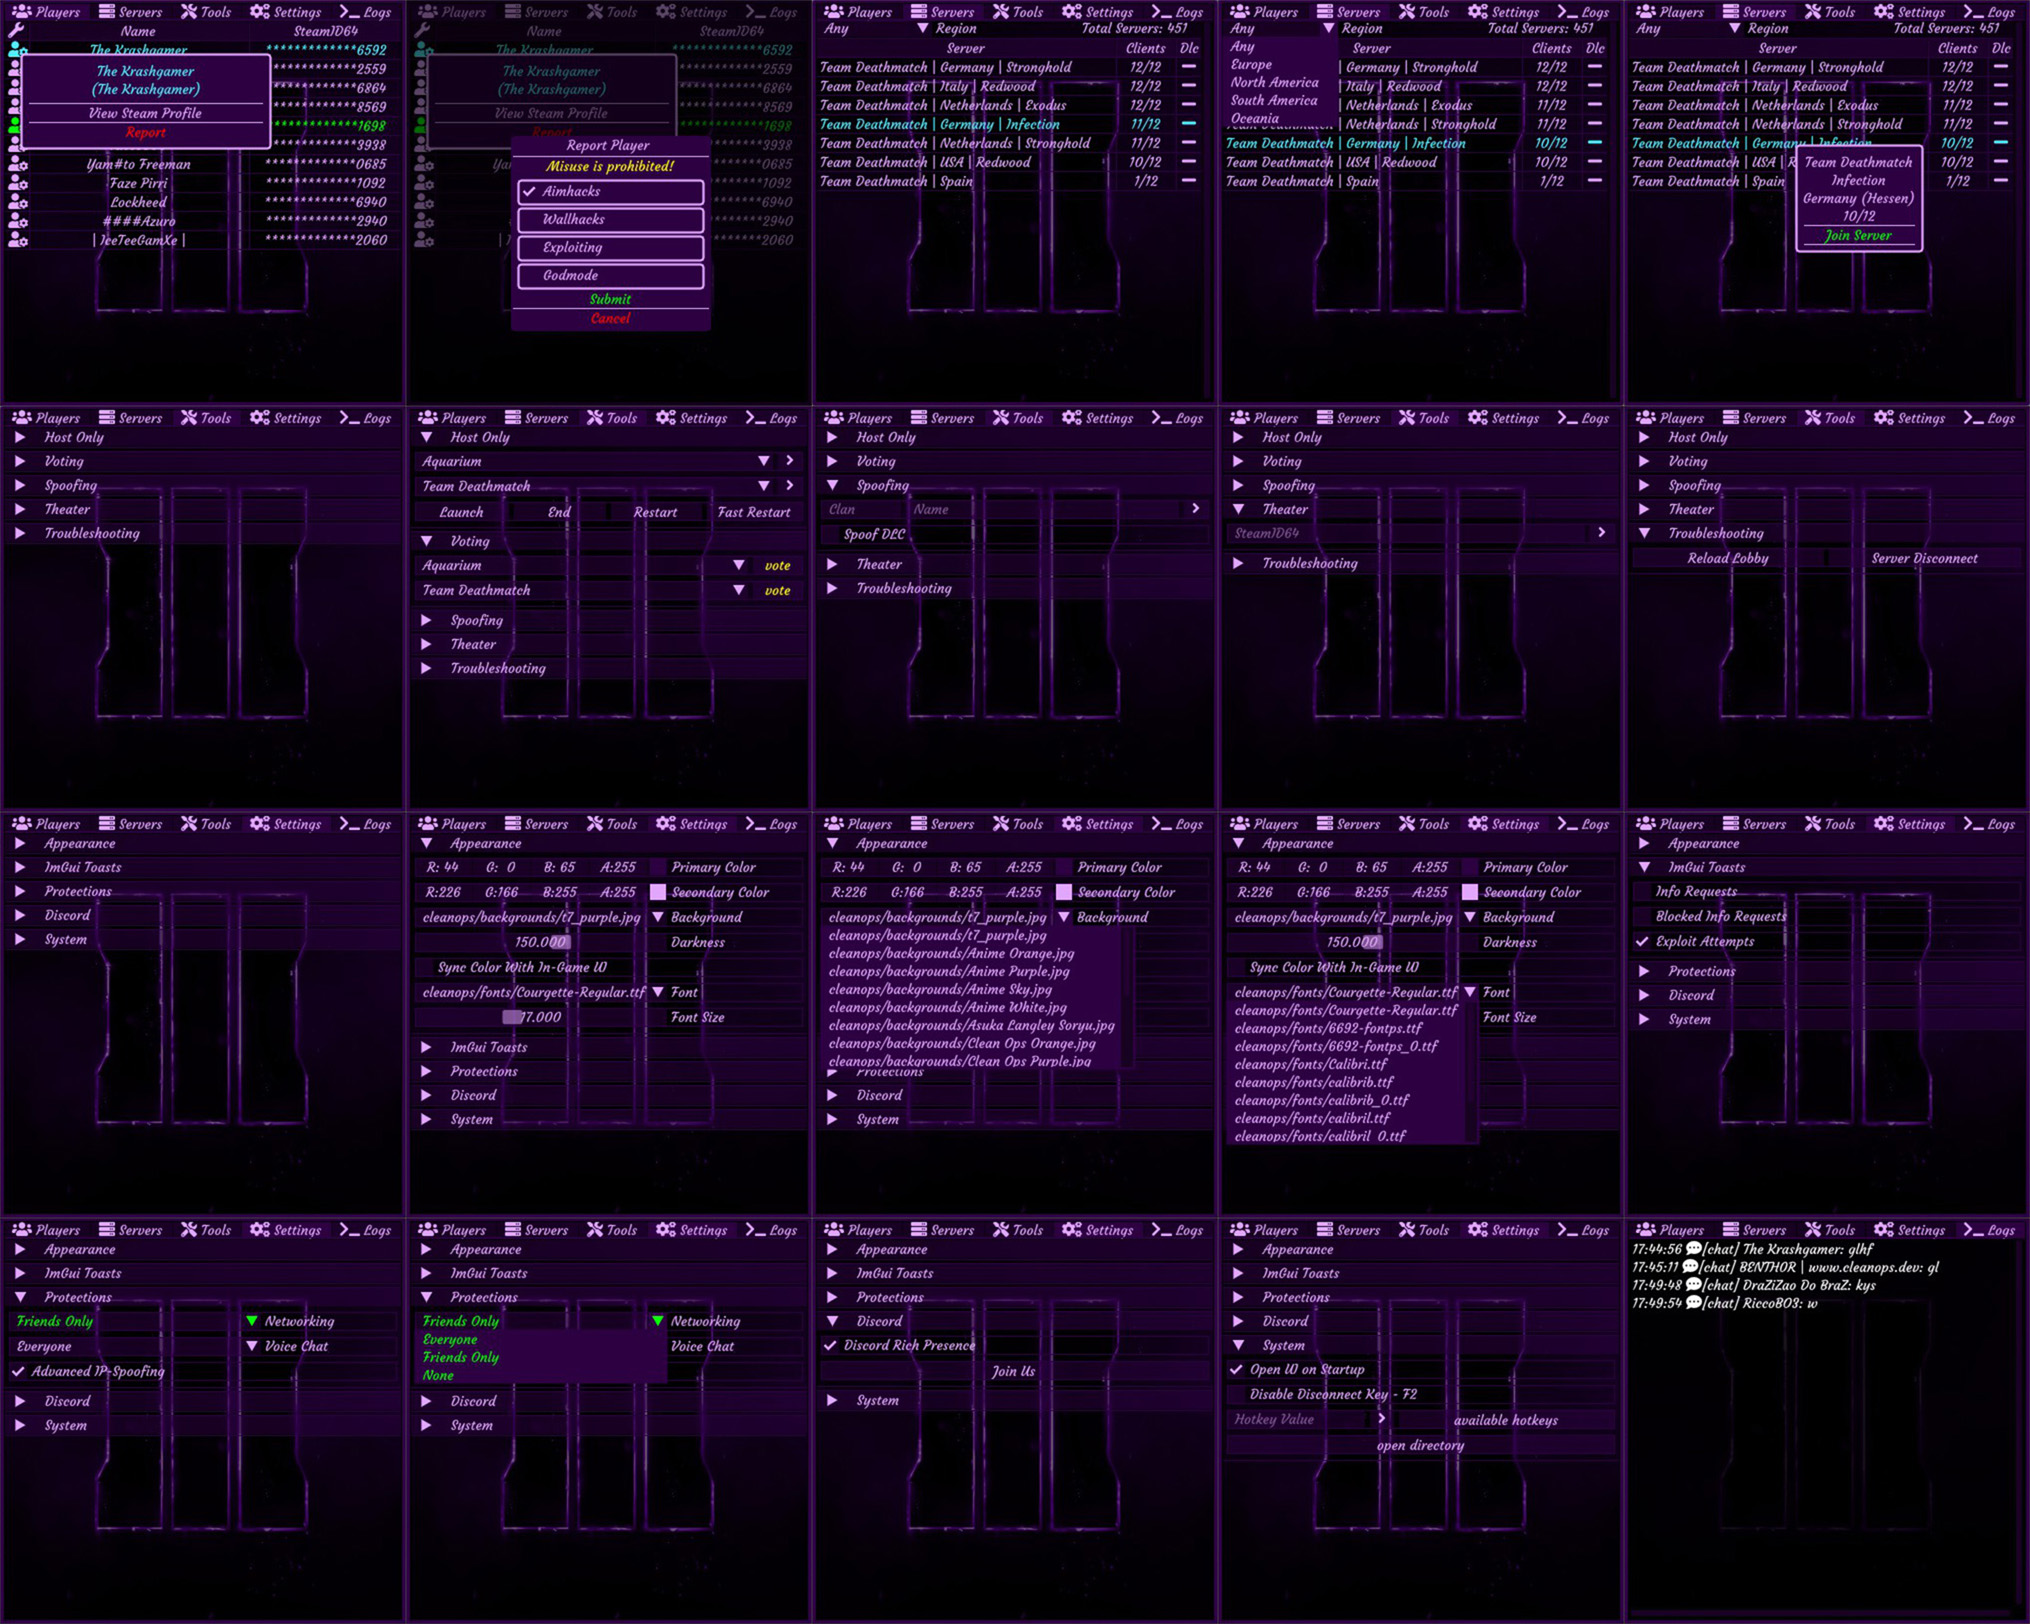 Players Servers Tools Settings Logs
Name SteamID64
The Krashgamer ************6592
************2559
************6864
************8569
************1698
************3938
The Krashgamer
(The Krashgamer)
View Steam Profile
Report
Yam#to Freeman ************0685
Faze Pirri ************1092
Lockheed ************6940
####Azuro ************2940
| IceTeeGamXe | ************2060
Players Servers Tools Settings Logs
Name SteamID64
The Krashgamer ************6592
The Krashgamer
(The Krashgamer)
View Steam Profile
Report
Report Player
Misuse is prohibited!
Aimhacks
Wallhacks
Exploiting
Godmode
Submit
Cancel
Players Servers Tools Settings Logs
Any Region Total Servers: 451
Server Clients Dlc
Team Deathmatch | Germany | Stronghold 12/12
Team Deathmatch | Italy | Redwood 12/12
Team Deathmatch | Netherlands | Exodus 12/12
Team Deathmatch | Germany | Infection 11/12
Team Deathmatch | Netherlands | Stronghold 11/12
Team Deathmatch | USA | Redwood 10/12
Team Deathmatch | Spain 1/12
Players Servers Tools Settings Logs
Any Region Total Servers: 451
Any
Europe
North America
South America
Oceania
Server Clients Dlc
| Germany | Stronghold 12/12
| Italy | Redwood 12/12
| Netherlands | Exodus 11/12
| Netherlands | Stronghold 11/12
Team Deathmatch | Germany | Infection 10/12
Team Deathmatch | USA | Redwood 10/12
Team Deathmatch | Spain 1/12
Players Servers Tools Settings Logs
Any Region Total Servers: 451
Server Clients Dlc
Team Deathmatch | Germany | Stronghold 12/12
Team Deathmatch | Italy | Redwood 12/12
Team Deathmatch | Netherlands | Exodus 11/12
Team Deathmatch | Netherlands | Stronghold 11/12
Team Deathmatch | Germany | Infection 10/12
Team Deathmatch | USA | R 10/12
Team Deathmatch | Spain 1/12
Team Deathmatch
Infection
Germany (Hessen)
10/12
Join Server
Players Servers Tools Settings Logs
Host Only
Voting
Spoofing
Theater
Troubleshooting
Players Servers Tools Settings Logs
Host Only
Aquarium
Team Deathmatch
Launch End Restart Fast Restart
Voting
Aquarium vote
Team Deathmatch vote
Spoofing
Theater
Troubleshooting
Players Servers Tools Settings Logs
Host Only
Voting
Spoofing
Clan Name
Spoof DLC
Theater
Troubleshooting
Players Servers Tools Settings Logs
Host Only
Voting
Spoofing
Theater
SteamID64
Troubleshooting
Players Servers Tools Settings Logs
Host Only
Voting
Spoofing
Theater
Troubleshooting
Reload Lobby Server Disconnect
Players Servers Tools Settings Logs
Appearance
ImGui Toasts
Protections
Discord
System
Players Servers Tools Settings Logs
Appearance
R: 44 G: 0 B: 65 A:255 Primary Color
R:226 G:166 B:255 A:255 Secondary Color
cleanops/backgrounds/t7_purple.jpg Background
150.000 Darkness
Sync Color With In-Game UI
cleanops/fonts/Courgette-Regular.ttf Font
17.000 Font Size
ImGui Toasts
Protections
Discord
System
Players Servers Tools Settings Logs
Appearance
R: 44 G: 0 B: 65 A:255 Primary Color
R:226 G:166 B:255 A:255 Secondary Color
cleanops/backgrounds/t7_purple.jpg Background
cleanops/backgrounds/t7_purple.jpg
cleanops/backgrounds/Anime Orange.jpg
cleanops/backgrounds/Anime Purple.jpg
cleanops/backgrounds/Anime Sky.jpg
cleanops/backgrounds/Anime White.jpg
cleanops/backgrounds/Asuka Langley Soryu.jpg
cleanops/backgrounds/Clean Ops Orange.jpg
cleanops/backgrounds/Clean Ops Purple.jpg
Protections
Discord
System
Players Servers Tools Settings Logs
Appearance
R: 44 G: 0 B: 65 A:255 Primary Color
R:226 G:166 B:255 A:255 Secondary Color
cleanops/backgrounds/t7_purple.jpg Background
150.000 Darkness
Sync Color With In-Game UI
cleanops/fonts/Courgette-Regular.ttf Font
Font Size
cleanops/fonts/Courgette-Regular.ttf
cleanops/fonts/6692-fontps.ttf
cleanops/fonts/6692-fontps_0.ttf
cleanops/fonts/Calibri.ttf
cleanops/fonts/calibrib.ttf
cleanops/fonts/calibrib_0.ttf
cleanops/fonts/calibril.ttf
cleanops/fonts/calibril_0.ttf
Players Servers Tools Settings Logs
Appearance
ImGui Toasts
Info Requests
Blocked Info Requests
Exploit Attempts
Protections
Discord
System
Players Servers Tools Settings Logs
Appearance
ImGui Toasts
Protections
Friends Only Networking
Everyone Voice Chat
Advanced IP-Spoofing
Discord
System
Players Servers Tools Settings Logs
Appearance
ImGui Toasts
Protections
Friends Only Networking
Everyone Voice Chat
Friends Only
None
Discord
System
Players Servers Tools Settings Logs
Appearance
ImGui Toasts
Protections
Discord
Discord Rich Presence
Join Us
System
Players Servers Tools Settings Logs
Appearance
ImGui Toasts
Protections
Discord
System
Open UI on Startup
Disable Disconnect Key - F2
Hotkey Value available hotkeys
open directory
Players Servers Tools Settings Logs
17:44:56 [chat] The Krashgamer: glhf
17:45:11 [chat] BENTHOR | www.cleanops.dev: gl
17:49:48 [chat] DraZiZao Do BraZ: kys
17:49:54 [chat] RiccoBO3: w